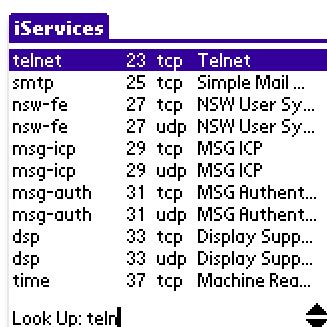 iServices
telnet 23 tcp Telnet
smtp 25 tcp Simple Mail ...
nsw-fe 27 tcp NSW User Sy...
nsw-fe 27 udp NSW User Sy...
msg-icp 29 tcp MSG ICP
msg-icp 29 udp MSG ICP
msg-auth 31 tcp MSG Authent...
msg-auth 31 udp MSG Authent...
dsp 33 tcp Display Supp...
dsp 33 udp Display Supp...
time 37 tcp Machine Rea...
Look Up: teln